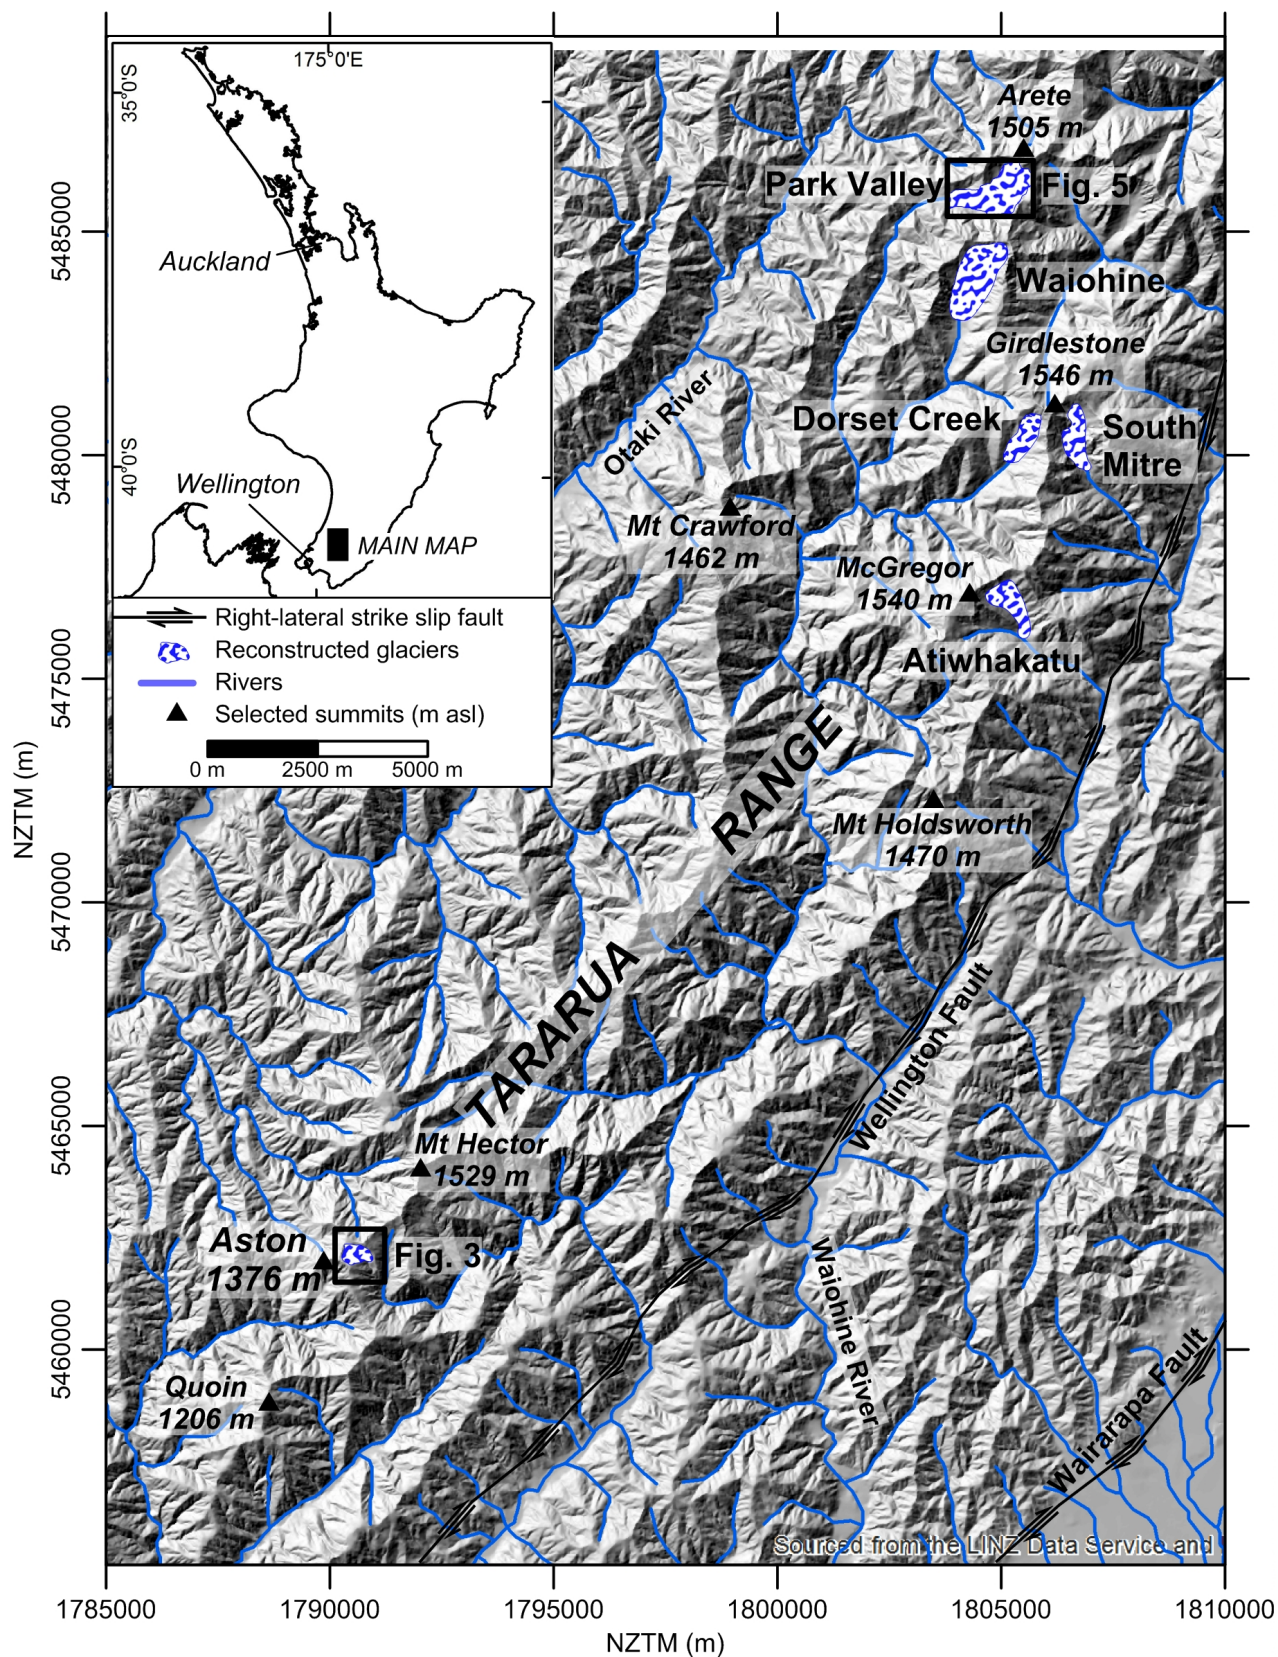 175°0'E
35°0'S
Auckland
40°0'S
Wellington
MAIN MAP
Right-lateral strike slip fault
Reconstructed glaciers
Rivers
Selected summits (m asl)
0 m 2500 m 5000 m
Arete
1505 m
Park Valley
Fig. 5
Waiohine
Girdlestone
1546 m
Dorset Creek
South
Mitre
Otaki River
Mt Crawford
1462 m
McGregor
1540 m
Atiwhakatu
TARARUA RANGE
Mt Holdsworth
1470 m
Wellington Fault
Mt Hector
1529 m
Aston
1376 m
Fig. 3
Waiohine River
Quoin
1206 m
Wairarapa Fault
Sourced from the LINZ Data Service and
5485000
5480000
5475000
5470000
5465000
5460000
NZTM (m)
1785000 1790000 1795000 1800000 1805000 1810000
NZTM (m)